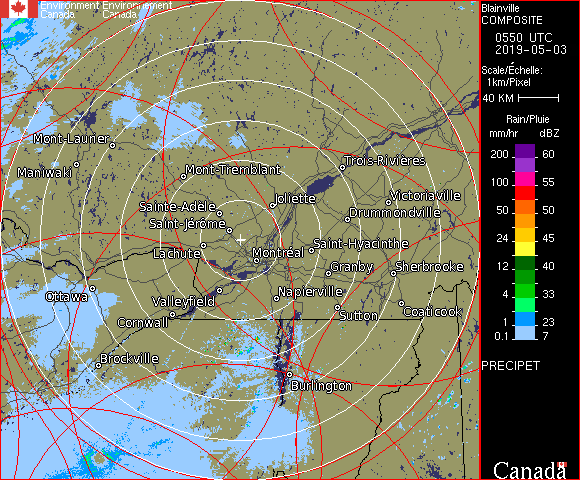 Environment Environnement
Canada Canada
Blainville
COMPOSITE
0550 UTC
2019-05-03
Scale/Échelle:
1km/Pixel
40 KM
Rain/Pluie
mm/hr dBZ
200 60
100 55
50 50
24 45
12 40
4 33
1 23
0.1 7
PRECIPET
Canada
Mont-Laurier
Maniwaki
Mont-Tremblant
Trois-Rivières
Joliette
Victoriaville
Sainte-Adèle
Drummondville
Saint-Jérôme
Lachute
Montréal
Saint-Hyacinthe
Granby
Sherbrooke
Ottawa
Valleyfield
Napierville
Cornwall
Sutton
Coaticook
Brockville
Burlington